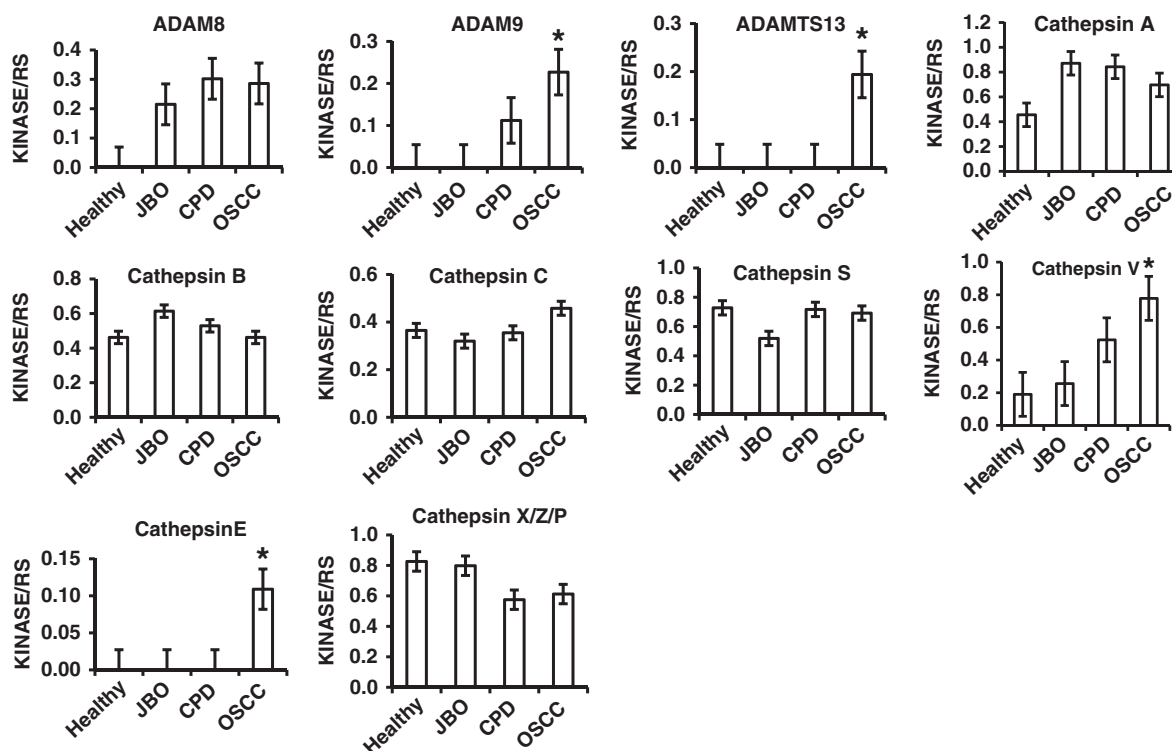 ADAM8
KINASE/RS
0.4
0.3
0.2
0.1
0.0
Healthy
JBO
CPD
OSCC
ADAM9
KINASE/RS
0.3
0.2
0.1
0.0
*
Healthy
JBO
CPD
OSCC
ADAMTS13
KINASE/RS
0.3
0.2
0.1
0.0
*
Healthy
JBO
CPD
OSCC
Cathepsin A
KINASE/RS
1.2
1.0
0.8
0.6
0.4
0.2
0.0
Healthy
JBO
CPD
OSCC
Cathepsin B
KINASE/RS
0.8
0.6
0.4
0.2
0.0
Healthy
JBO
CPD
OSCC
Cathepsin C
KINASE/RS
0.6
0.4
0.2
0.0
Healthy
JBO
CPD
OSCC
Cathepsin S
KINASE/RS
1.0
0.8
0.6
0.4
0.2
0.0
Healthy
JBO
CPD
OSCC
Cathepsin V
KINASE/RS
1.0
0.8
0.6
0.4
0.2
0.0
*
Healthy
JBO
CPD
OSCC
CathepsinE
KINASE/RS
0.15
0.10
0.05
0.00
*
Healthy
JBO
CPD
OSCC
Cathepsin X/Z/P
KINASE/RS
1.0
0.8
0.6
0.4
0.2
0.0
Healthy
JBO
CPD
OSCC